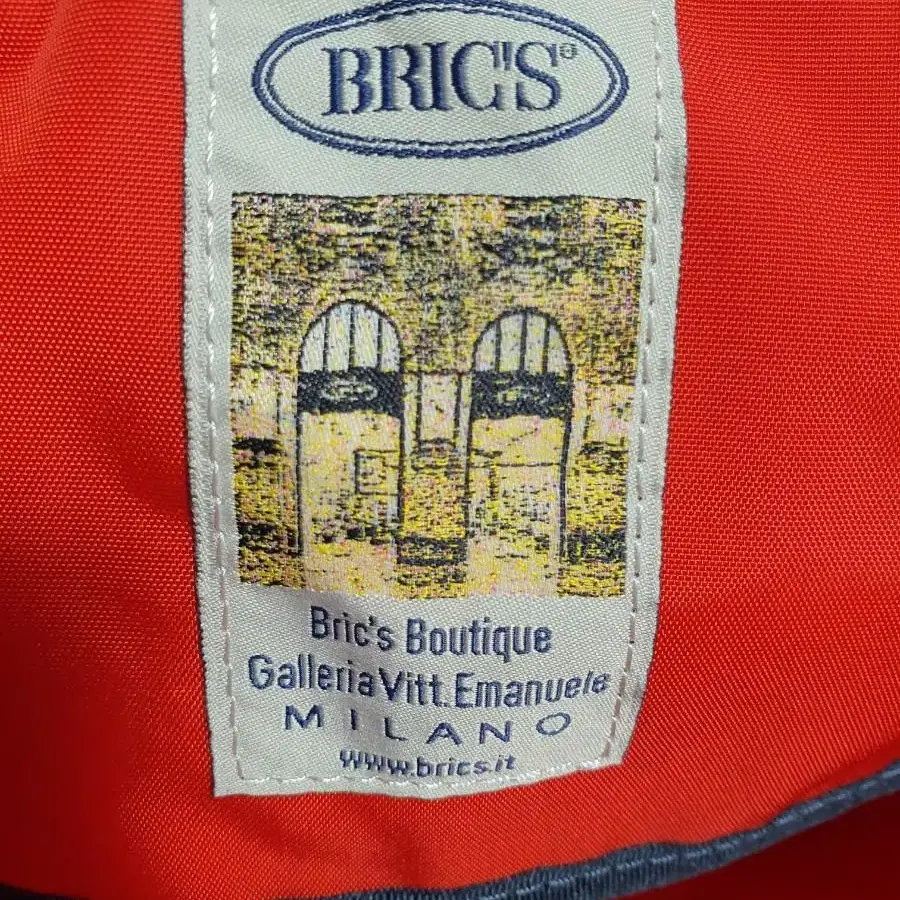 BRIC'S®
Bric's Boutique
Galleria Vitt. Emanuele
MILANO
www.brics.it